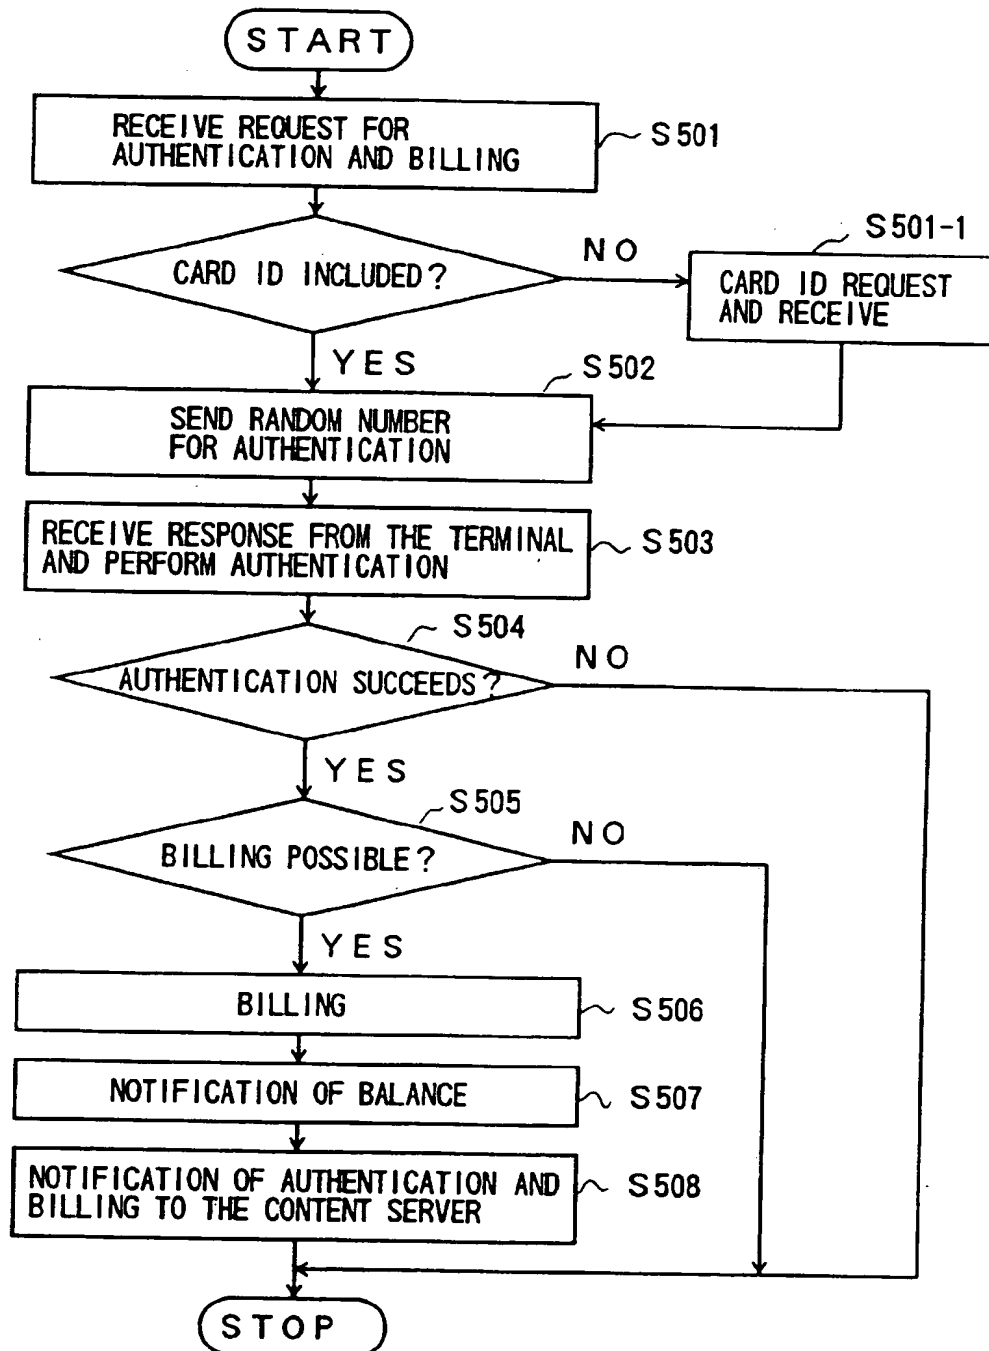 START
RECEIVE REQUEST FOR
AUTHENTICATION AND BILLING
S501
CARD ID INCLUDED?
NO
S501-1
CARD ID REQUEST
AND RECEIVE
YES
S502
SEND RANDOM NUMBER
FOR AUTHENTICATION
RECEIVE RESPONSE FROM THE TERMINAL
AND PERFORM AUTHENTICATION
S503
S504
AUTHENTICATION SUCCEEDS?
NO
YES
S505
BILLING POSSIBLE?
NO
YES
BILLING
S506
NOTIFICATION OF BALANCE
S507
NOTIFICATION OF AUTHENTICATION AND
BILLING TO THE CONTENT SERVER
S508
STOP